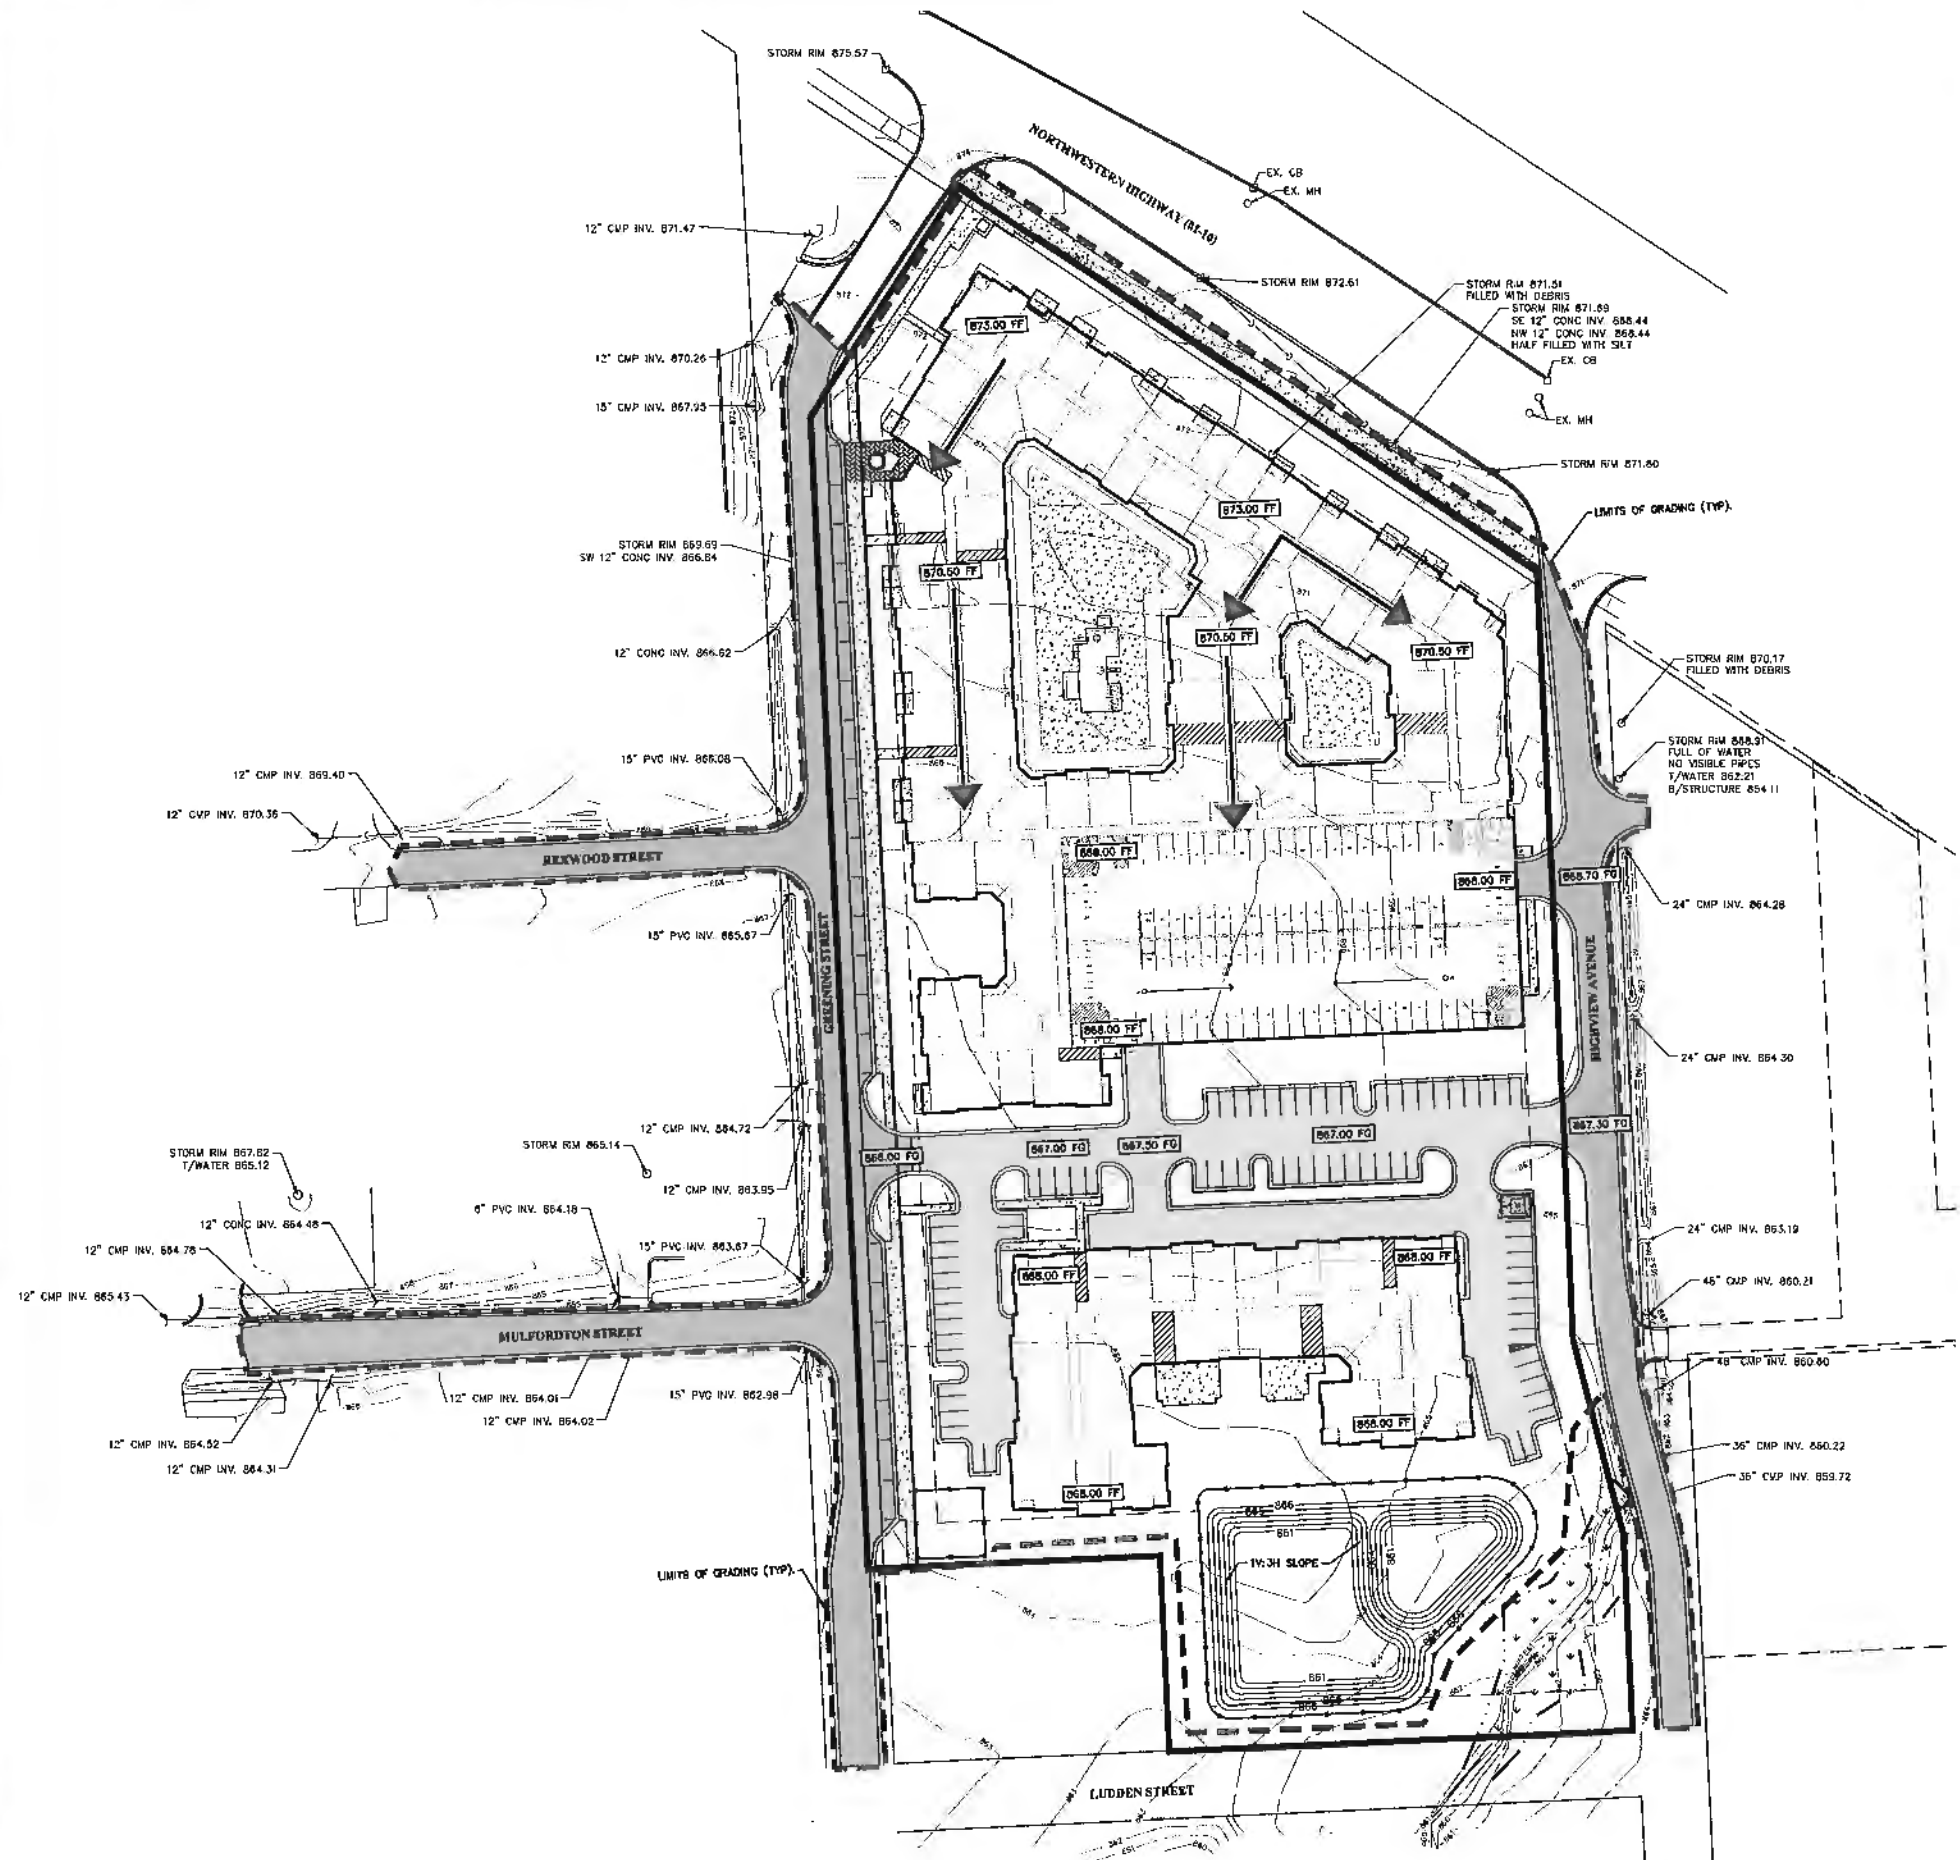 STORM RIM 875.57
NORTHWESTERN HIGHWAY (M-10)
EX. CB
EX. MH
12" CMP INV. 871.47
STORM RIM 872.61
STORM RIM 871.51
FILLED WITH DEBRIS
STORM RIM 871.69
SE 12" CONC INV. 868.44
NW 12" CONC INV. 868.44
HALF FILLED WITH SILT
873.00 FF
872
12" CMP INV. 870.26
EX. CB
15" CMP INV. 867.95
EX. MH
STORM RIM 871.80
873.00 FF
LIMITS OF GRADING (TYP).
STORM RIM 869.69
SW 12" CONC INV. 866.84
870.50 FF
871
12" CONC INV. 866.62
870.50 FF
870.50 FF
STORM RIM 870.17
FILLED WITH DEBRIS
15" PVC INV. 866.08
STORM RIM 868.91
FULL OF WATER
NO VISIBLE PIPES
T/WATER 862.21
B/STRUCTURE 854.11
12" CMP INV. 869.40
12" CMP INV. 870.36
REXWOOD STREET
868.00 FF
868.00 FF
868.70 FG
24" CMP INV. 864.28
15" PVC INV. 865.67
GREENING STREET
HIGHVIEW AVENUE
868.00 FF
24" CMP INV. 864.30
12" CMP INV. 864.72
STORM RIM 865.14
STORM RIM 867.62
T/WATER 865.12
868.00 FG
867.00 FG
867.50 FG
867.00 FG
867.30 FG
12" CMP INV. 863.95
6" PVC INV. 864.18
12" CONC INV. 864.48
12" CMP INV. 864.78
15" PVC INV. 863.67
24" CMP INV. 863.19
868.00 FF
868.00 FF
48" CMP INV. 860.21
12" CMP INV. 865.43
MULFORDTON STREET
48" CMP INV. 860.80
12" CMP INV. 864.01
12" CMP INV. 864.02
15" PVC INV. 862.98
868.00 FF
12" CMP INV. 864.52
12" CMP INV. 864.31
36" CMP INV. 860.22
36" CMP INV. 859.72
868.00 FF
866
861
1V:3H SLOPE
861
LIMITS OF GRADING (TYP).
861
866
LUDDEN STREET